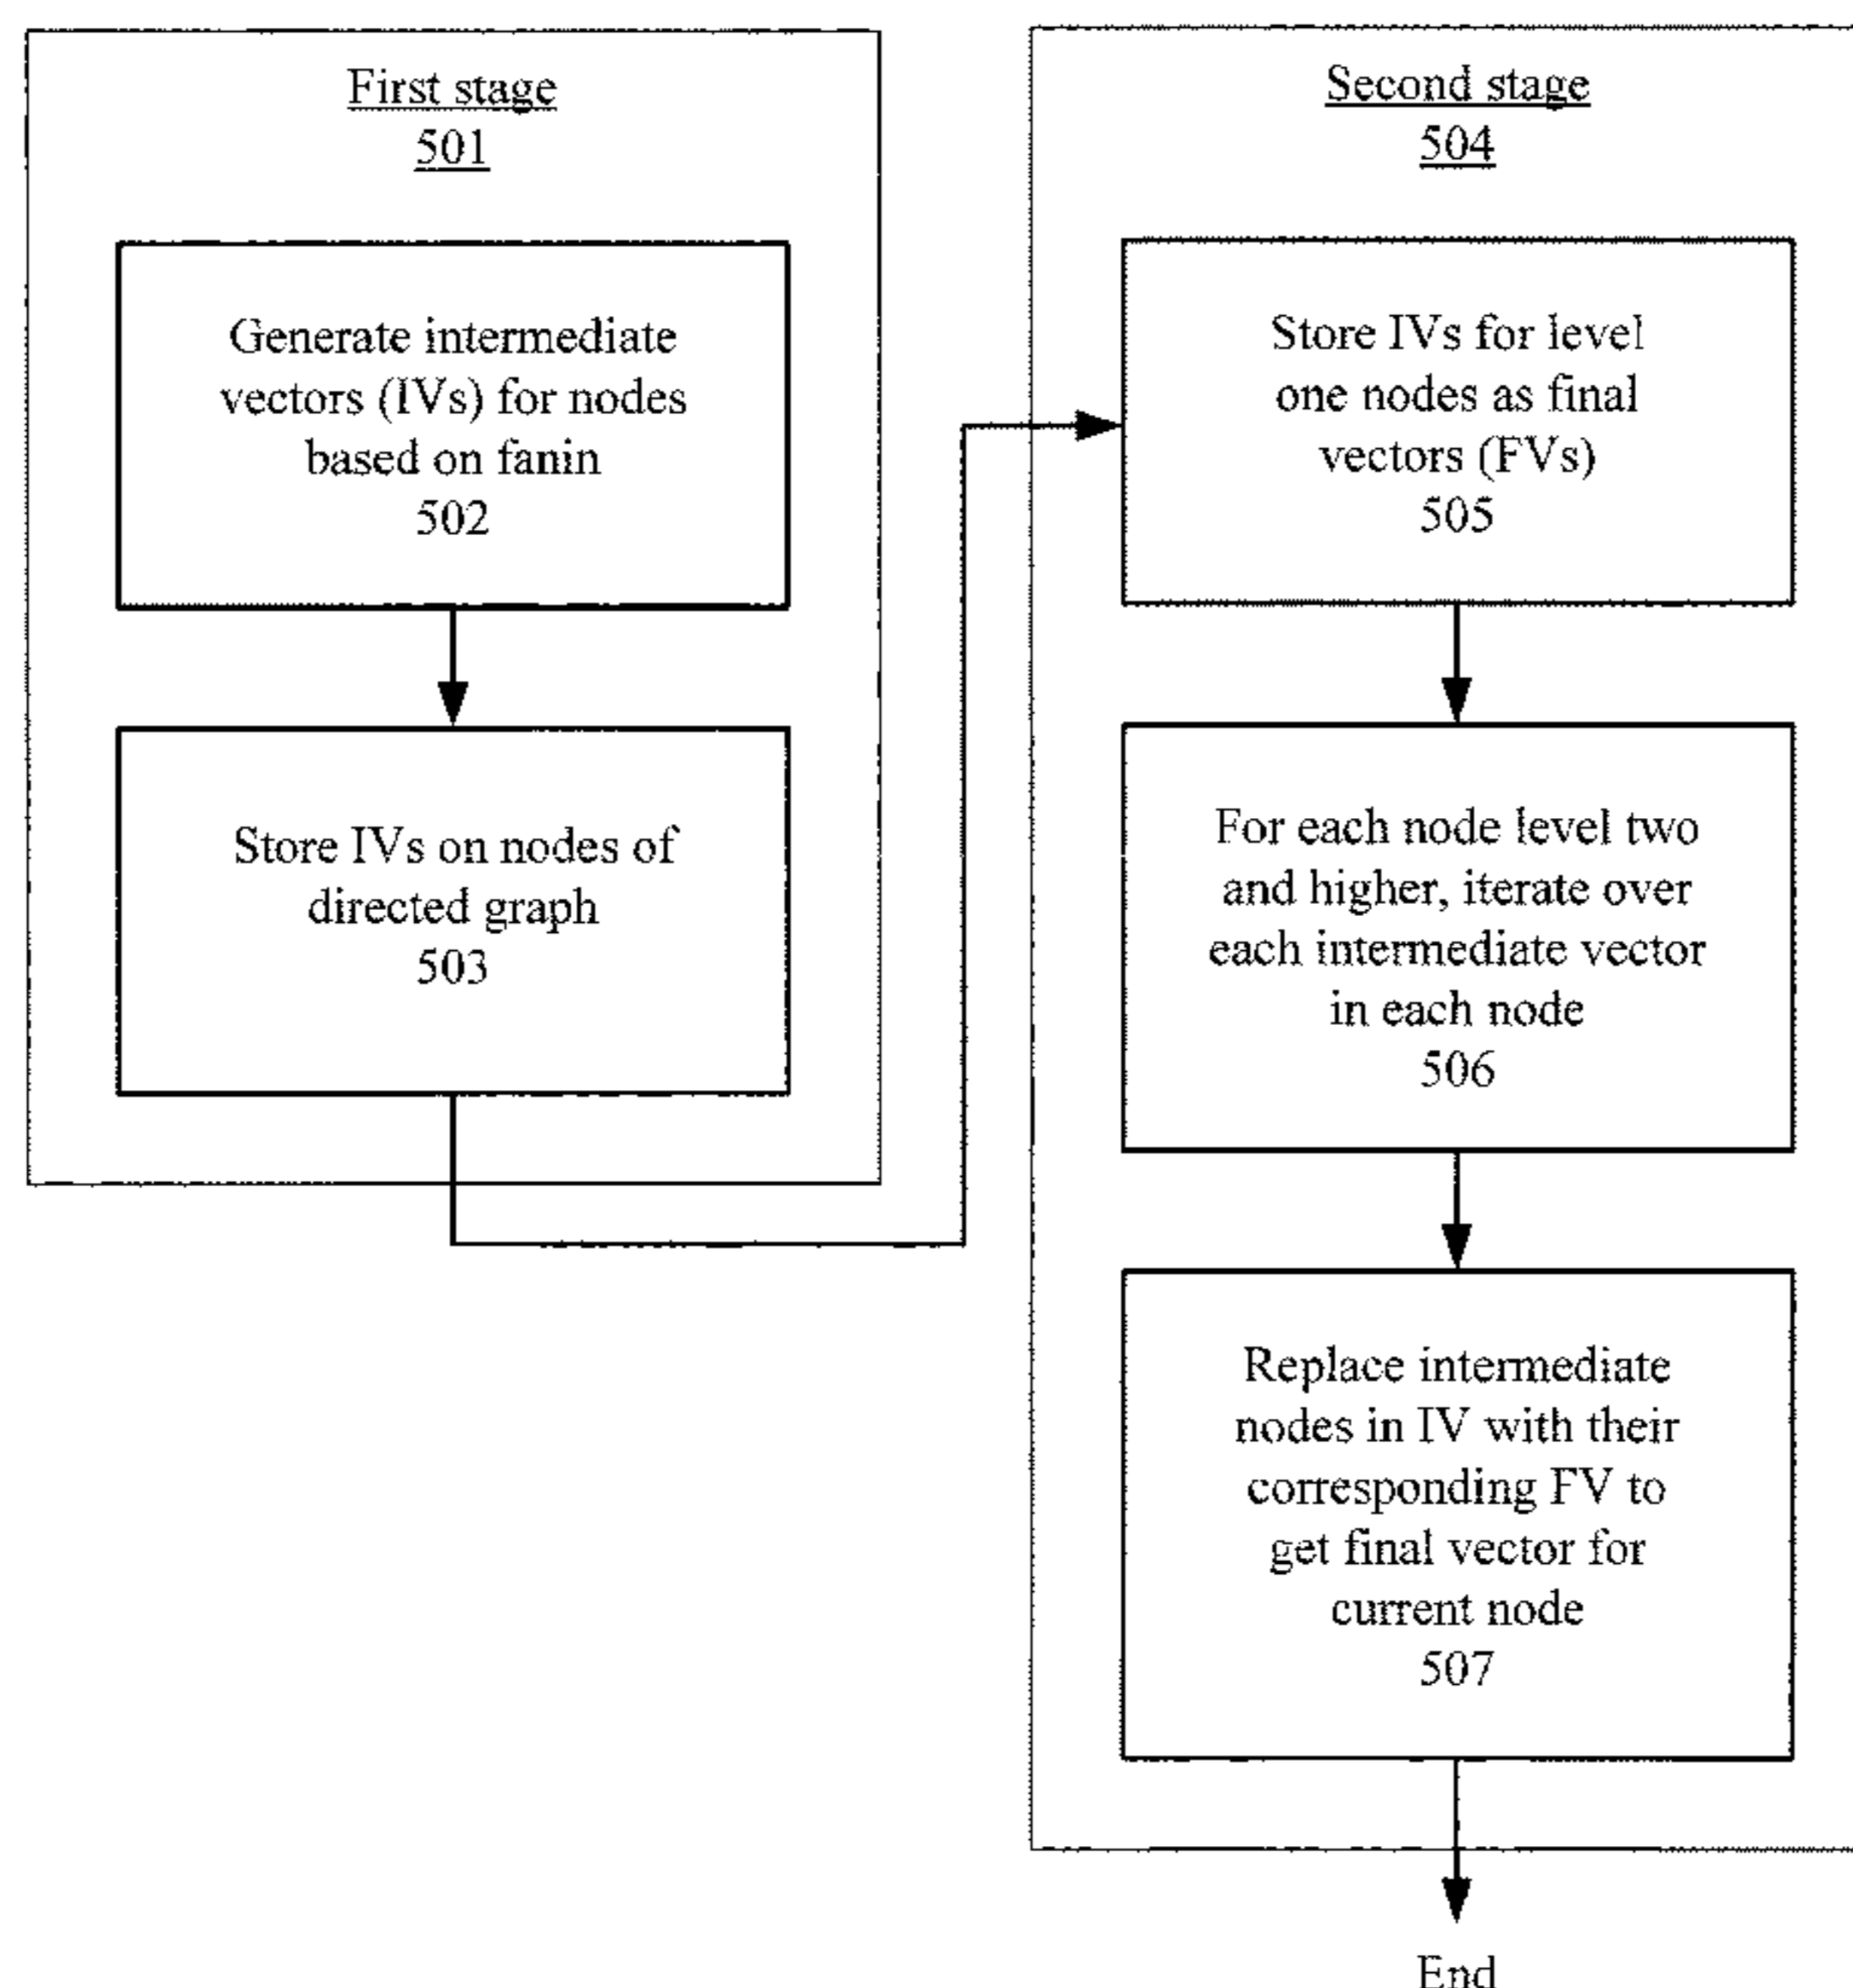 First stage
501
Generate intermediate
vectors (IVs) for nodes
based on fanin
502
Store IVs on nodes of
directed graph
503
Second stage
504
Store IVs for level
one nodes as final
vectors (FVs)
505
For each node level two
and higher, iterate over
each intermediate vector
in each node
506
Replace intermediate
nodes in IV with their
corresponding FV to
get final vector for
current node
507
End